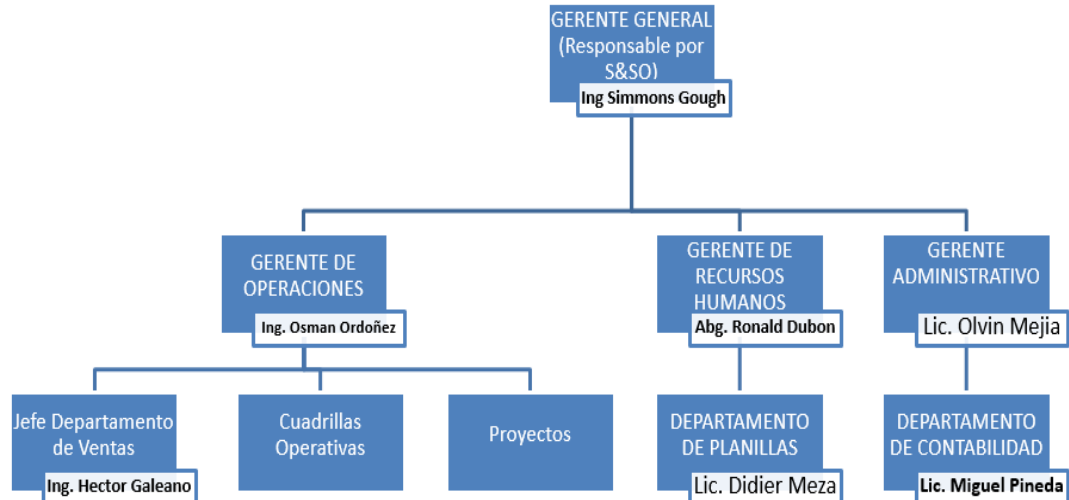 GERENTE GENERAL
(Responsable por
S&SO)
Ing Simmons Gough
GERENTE DE
OPERACIONES
Ing. Osman Ordoñez
GERENTE DE
RECURSOS
HUMANOS
Abg. Ronald Dubon
GERENTE
ADMINISTRATIVO
Lic. Olvin Mejia
Jefe Departamento
de Ventas
Ing. Hector Galeano
Cuadrillas
Operativas
Proyectos
DEPARTAMENTO
DE PLANILLAS
Lic. Didier Meza
DEPARTAMENTO
DE CONTABILIDAD
Lic. Miguel Pineda